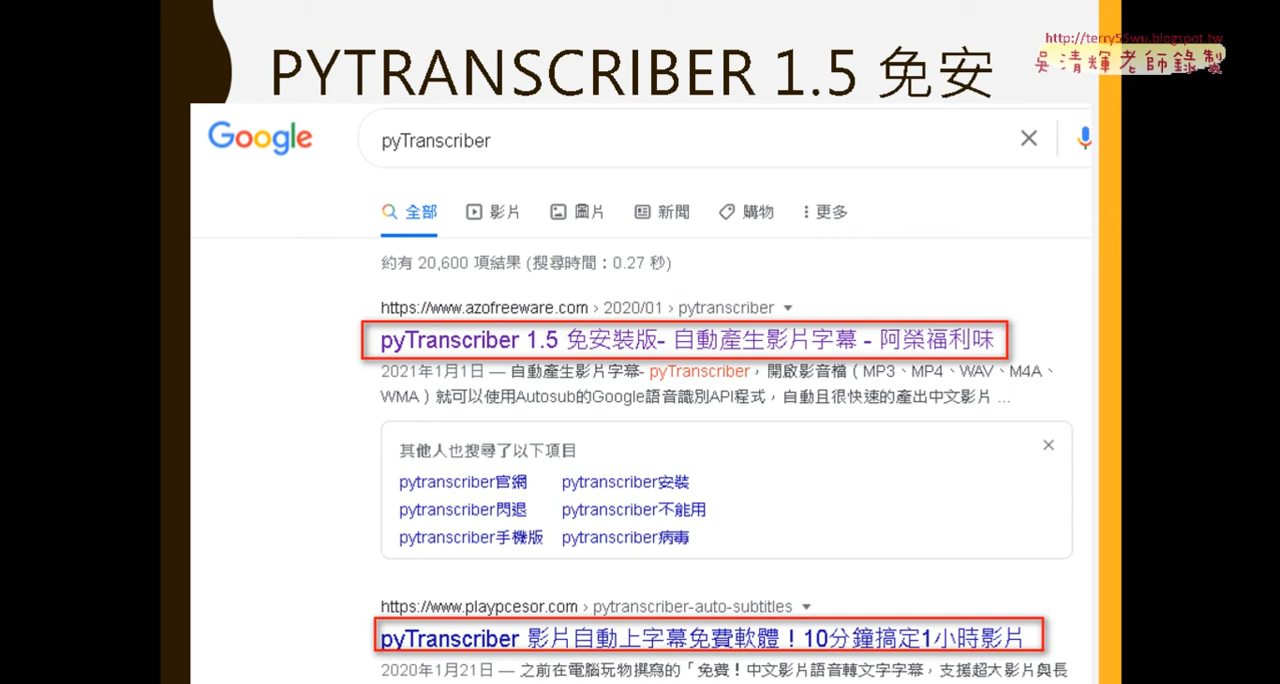 PYTRANSCRIBER 1.5 免安
http://terry55wu.blogspot.tw
吳清輝老師錄製
Google
pyTranscriber
全部 影片 圖片 新聞 購物 更多
約有 20,600 項結果 (搜尋時間：0.27 秒)
https://www.azofreeware.com › 2020/01 › pytranscriber
pyTranscriber 1.5 免安裝版- 自動產生影片字幕 - 阿榮福利味
2021年1月1日 — 自動產生影片字幕- pyTranscriber， 開啟影音檔（MP3、MP4、WAV、M4A、
WMA）就可以使用Autosub的Google語音識別API程式，自動且很快速的產出中文影片 ...
其他人也搜尋了以下項目
pytranscriber官網 pytranscriber安裝
pytranscriber閃退 pytranscriber不能用
pytranscriber手機版 pytranscriber病毒
https://www.playpcesor.com › pytranscriber-auto-subtitles
pyTranscriber 影片自動上字幕免費軟體！10分鐘搞定1小時影片
2020年1月21日 — 之前在電腦玩物撰寫的「免費！中文影片語音轉文字字幕，支援超大影片與長